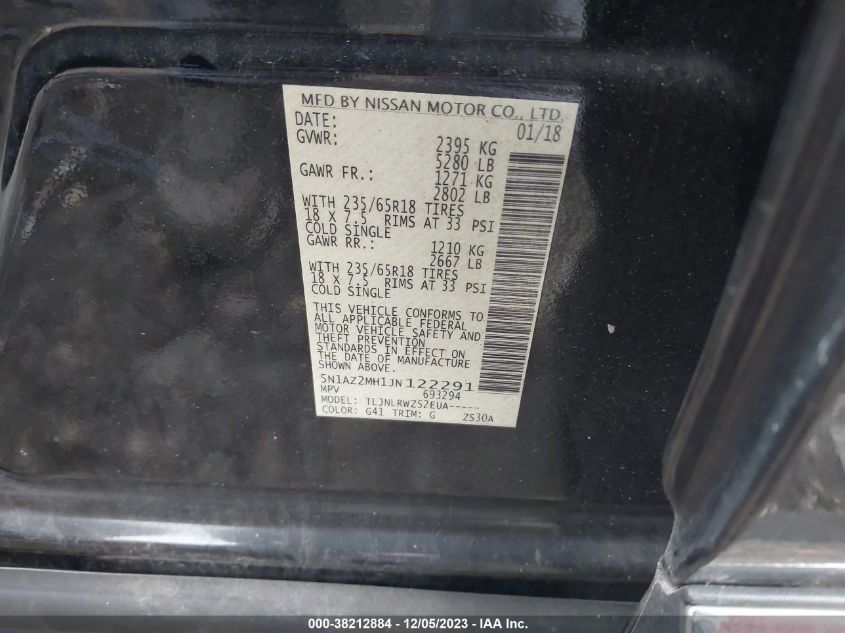 MFD BY NISSAN MOTOR CO., LTD.
DATE: 01/18
GVWR: 2395 KG
5280 LB
GAWR FR.: 1271 KG
2802 LB
WITH 235/65R18 TIRES
18 X 7.5 RIMS AT 33 PSI
COLD SINGLE
GAWR RR.: 1210 KG
2667 LB
WITH 235/65R18 TIRES
18 X 7.5 RIMS AT 33 PSI
COLD SINGLE
THIS VEHICLE CONFORMS TO
ALL APPLICABLE FEDERAL
MOTOR VEHICLE SAFETY AND
THEFT PREVENTION
STANDARDS IN EFFECT ON
THE DATE OF MANUFACTURE
SHOWN ABOVE.
5N1AZ2MH1JN122291
MPV 693294
MODEL: TLJNLRWZ52EUA-----
COLOR: G41 TRIM: G ZS30A
000-38212884 - 12/05/2023 - IAA Inc.